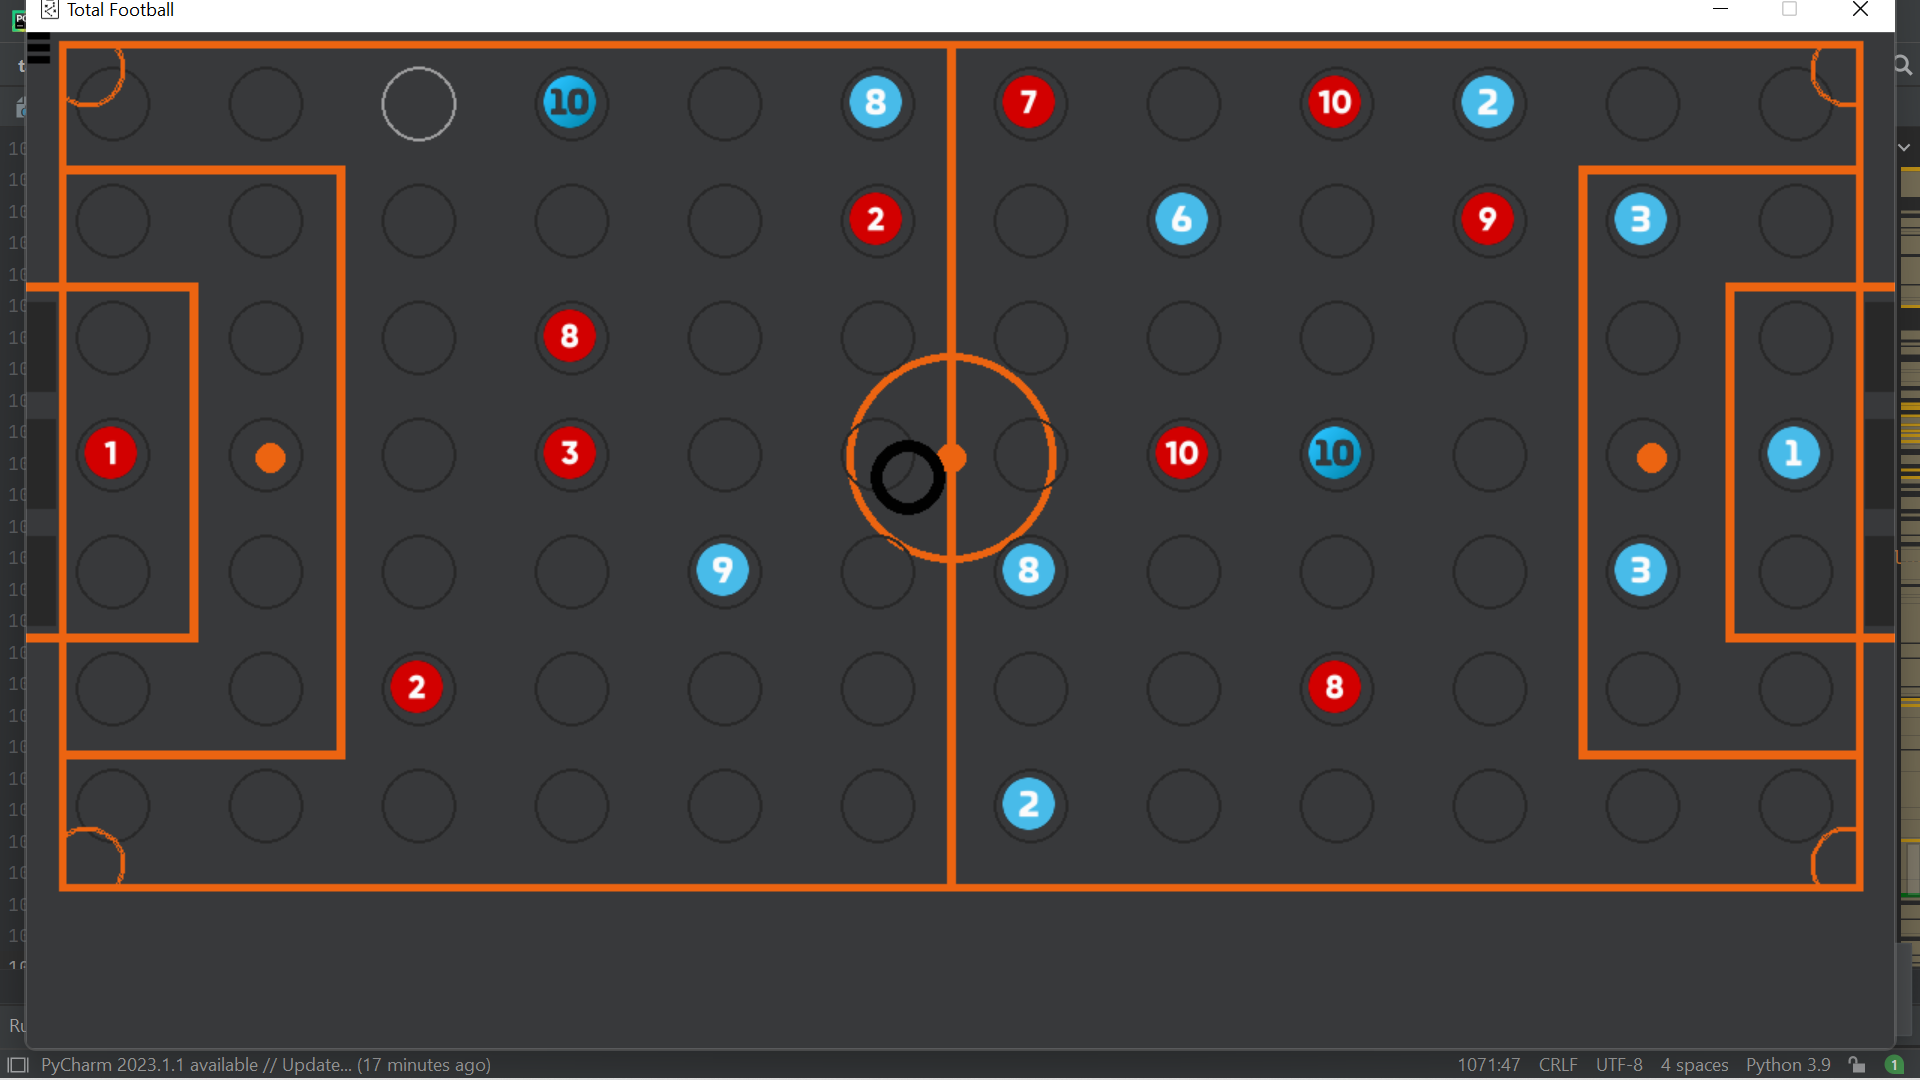 Total Football
10 8 7 10 2
2 6 9 3
8
1 3 10 10 1
9 8 3
2 8
2
PyCharm 2023.1.1 available // Update... (17 minutes ago) 1071:47 CRLF UTF-8 4 spaces Python 3.9 1